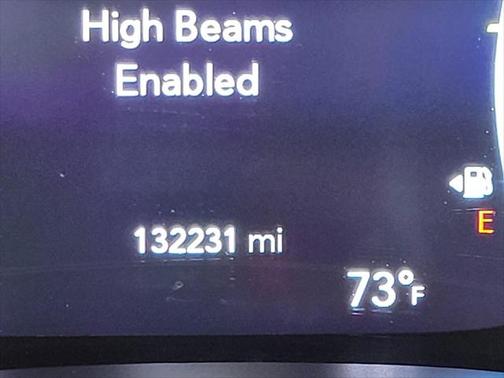 High Beams
Enabled
E
132231 mi
73°F